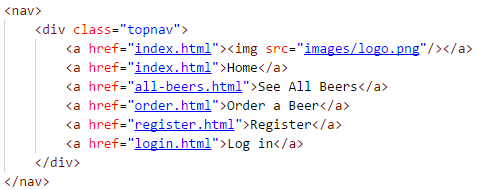 <nav>
<div class="topnav">
<a href="index.html"><img src="images/logo.png"/></a>
<a href="index.html">Home</a>
<a href="all-beers.html">See All Beers</a>
<a href="order.html">Order a Beer</a>
<a href="register.html">Register</a>
<a href="login.html">Log in</a>
</div>
</nav>